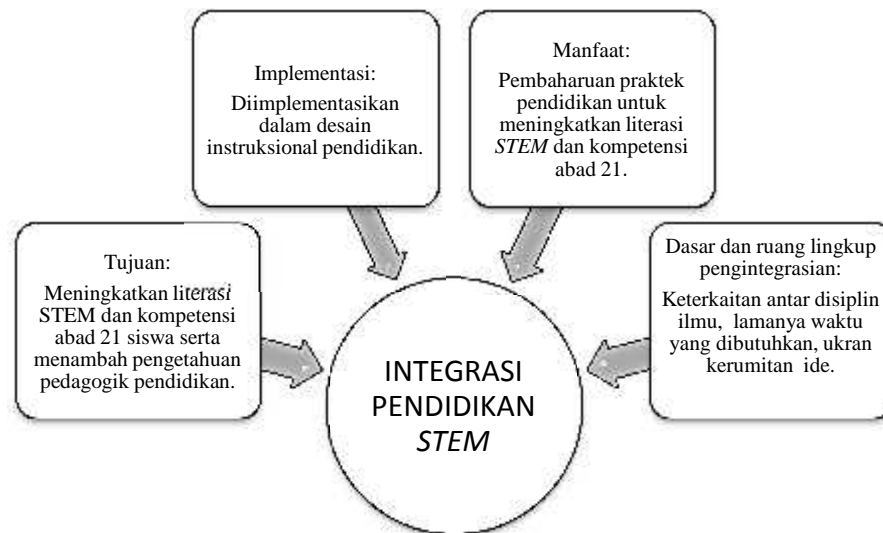 Tujuan:
Meningkatkan literasi
STEM dan kompetensi
abad 21 siswa serta
menambah pengetahuan
pedagogik pendidikan.
Implementasi:
Diimplementasikan
dalam desain
instruksional pendidikan.
Manfaat:
Pembaharuan praktek
pendidikan untuk
meningkatkan literasi
STEM dan kompetensi
abad 21.
Dasar dan ruang lingkup
pengintegrasian:
Keterkaitan antar disiplin
ilmu, lamanya waktu
yang dibutuhkan, ukran
kerumitan ide.
INTEGRASI
PENDIDIKAN
STEM